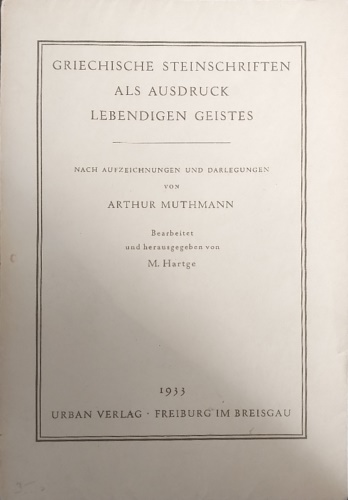 GRIECHISCHE STEINSCHRIFTEN
ALS AUSDRUCK
LEBENDIGEN GEISTES
NACH AUFZEICHNUNGEN UND DARLEGUNGEN
VON
ARTHUR MUTHMANN
Bearbeitet
und herausgegeben von
M. Hartge
1933
URBAN VERLAG · FREIBURG IM BREISGAU